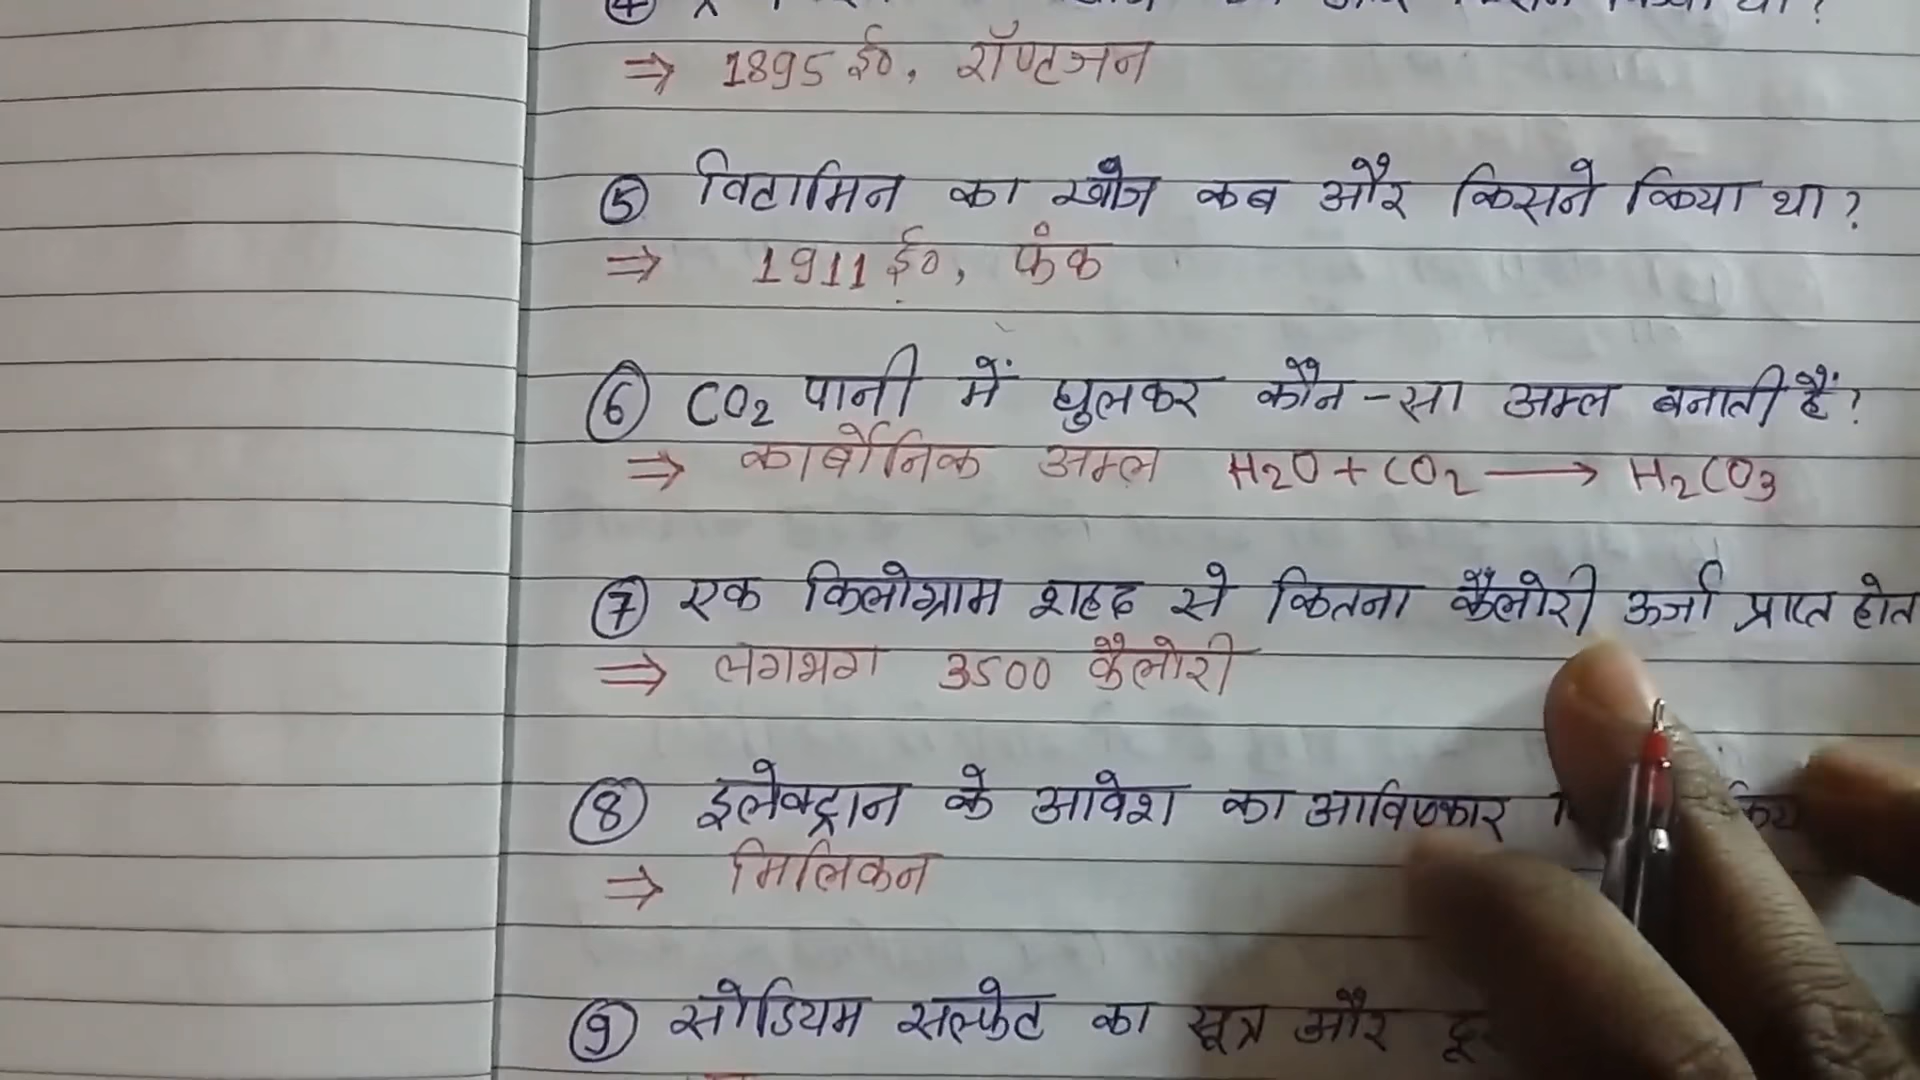 ④ X था?
⇒ 1895 ई०, रॉण्टजन
⑤ विटामिन का खोज कब और किसने किया था?
⇒ 1911 ई०, फंक
⑥ CO₂ पानी में घुलकर कौन-सा अम्ल बनाती हैं?
⇒ कार्बोनिक अम्ल H₂O + CO₂ ⟶ H₂CO₃
⑦ एक किलोग्राम शहद से कितना कैलोरी ऊर्जा प्राप्त होत
⇒ लगभग 3500 कैलोरी
⑧ इलेक्ट्रान के आवेश का आविष्कार
⇒ मिलिकन
⑨ सोडियम सल्फेट का सूत्र और